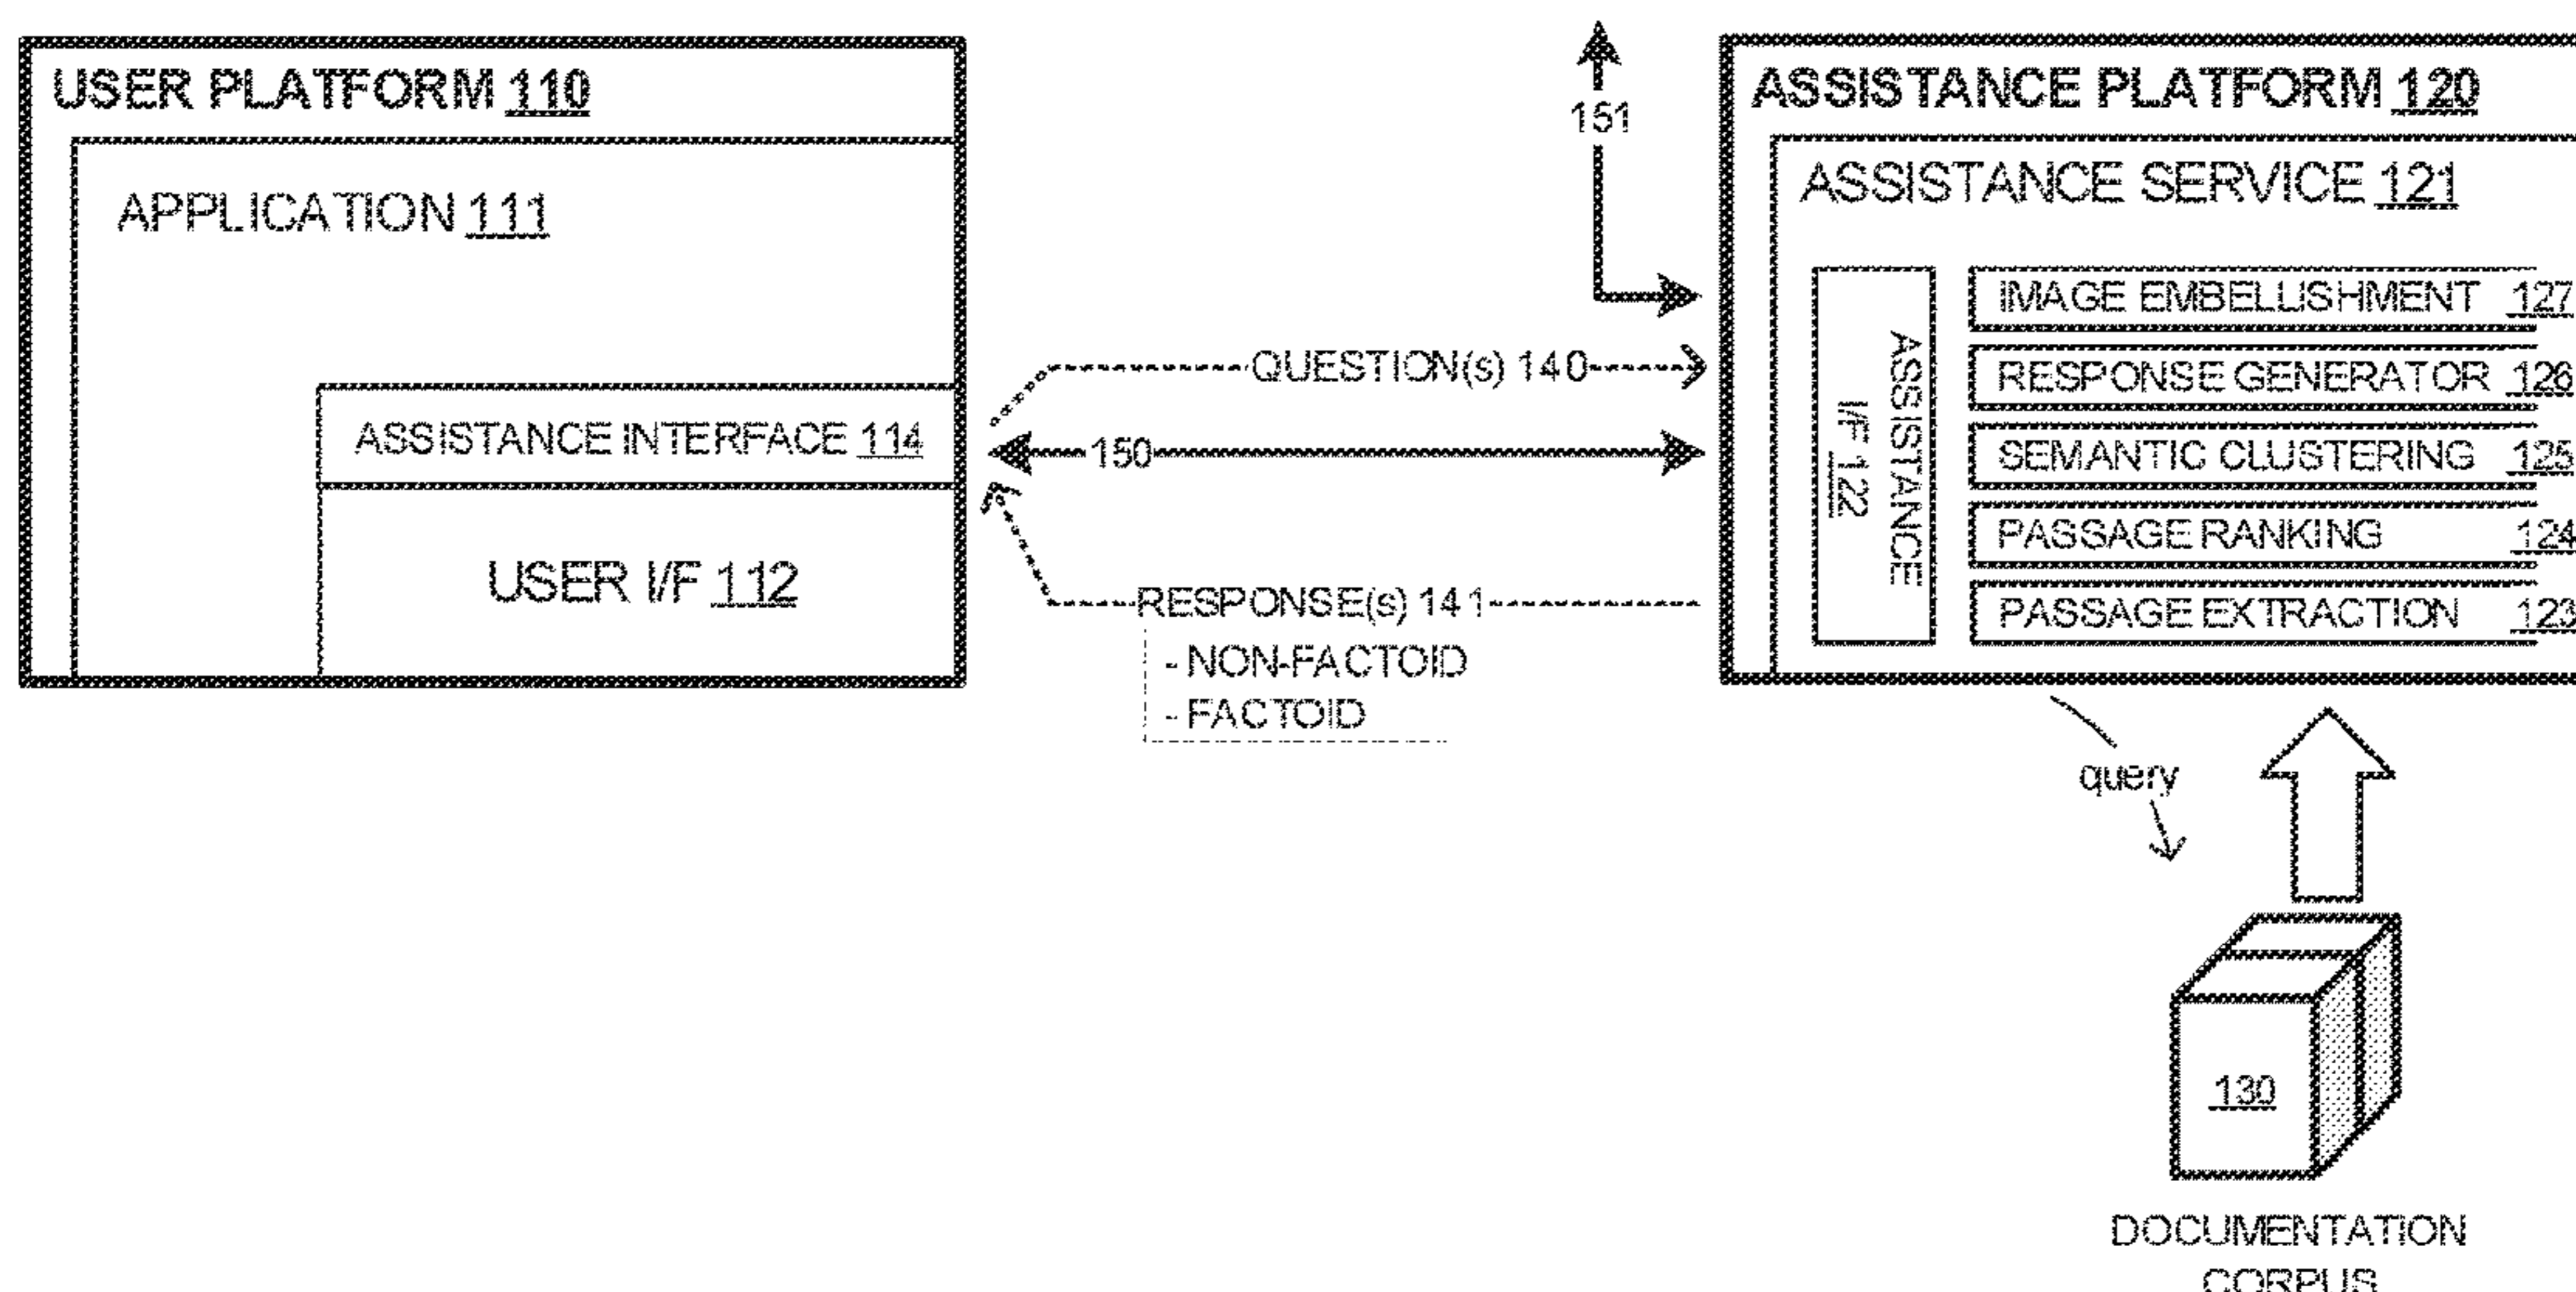 USER PLATFORM 110
APPLICATION 111
ASSISTANCE INTERFACE 114
USER I/F 112
151
QUESTION(s) 140
150
RESPONSE(s) 141
- NON-FACTOID
- FACTOID
ASSISTANCE PLATFORM 120
ASSISTANCE SERVICE 121
ASSISTANCE
I/F 122
IMAGE EMBELLISHMENT 127
RESPONSE GENERATOR 126
SEMANTIC CLUSTERING 125
PASSAGE RANKING 124
PASSAGE EXTRACTION 123
query
130
DOCUMENTATION
CORPUS